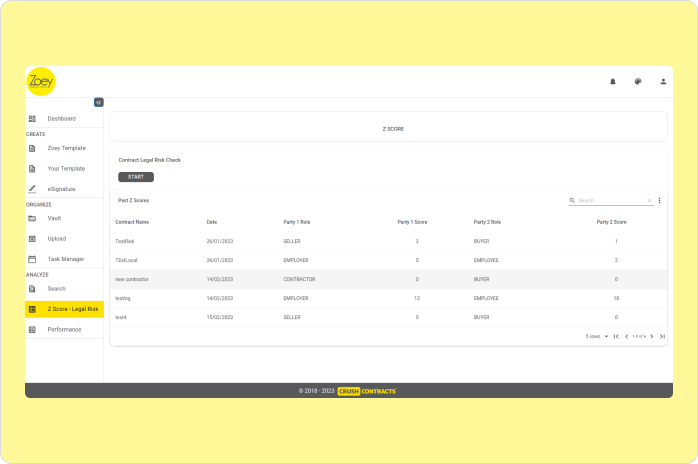 Zoey
Dashboard
CREATE
Zoey Template
Your Template
eSignature
ORGANIZE
Vault
Upload
Task Manager
ANALYZE
Search
Z Score - Legal Risk
Performance
Z SCORE
Contract Legal Risk Check
START
Past Z Scores
Search
Contract Name Date Party 1 Role Party 1 Score Party 2 Role Party 2 Score
TestRisk 26/01/2023 SELLER 3 BUYER 1
TEstLocal 26/01/2023 EMPLOYER 5 EMPLOYEE 2
new contractor 14/02/2023 CONTRACTOR 0 BUYER 0
testing 14/02/2023 EMPLOYER 13 EMPLOYEE 18
test4 15/02/2023 SELLER 0 BUYER 0
5 rows
© 2018 - 2023 CRUSH CONTRACTS